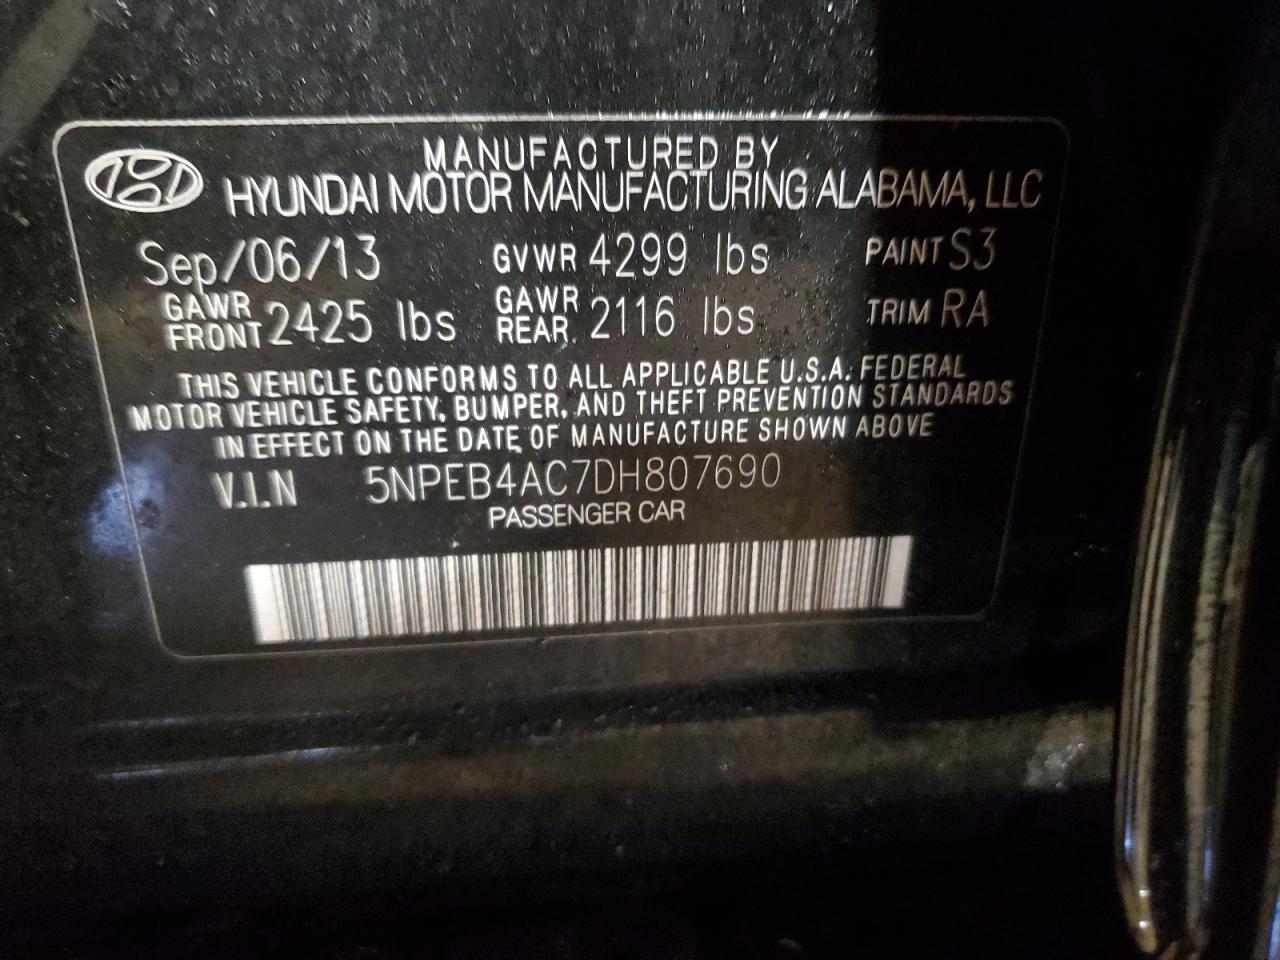 MANUFACTURED BY
HYUNDAI MOTOR MANUFACTURING ALABAMA, LLC
Sep/06/13 GVWR 4299 lbs PAINT S3
GAWR FRONT 2425 lbs GAWR REAR 2116 lbs TRIM RA
THIS VEHICLE CONFORMS TO ALL APPLICABLE U.S.A. FEDERAL
MOTOR VEHICLE SAFETY, BUMPER, AND THEFT PREVENTION STANDARDS
IN EFFECT ON THE DATE OF MANUFACTURE SHOWN ABOVE
V.I.N 5NPEB4AC7DH807690
PASSENGER CAR